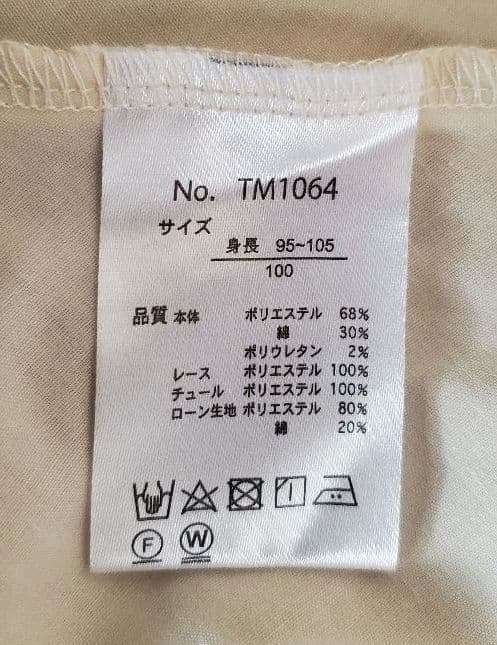 No. TM1064
サイズ
身長 95~105
100
品質 本体 ポリエステル 68%
綿 30%
ポリウレタン 2%
レース ポリエステル 100%
チュール ポリエステル 100%
ローン生地 ポリエステル 80%
綿 20%
F W